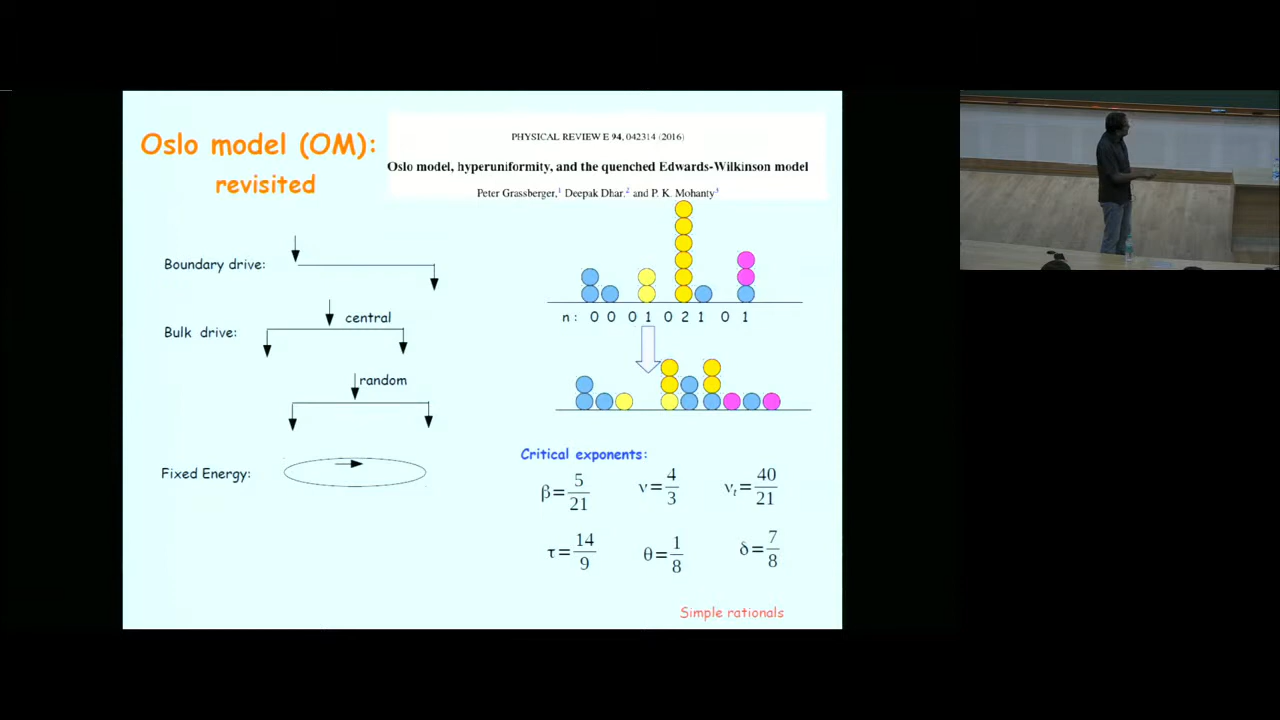 Oslo model (OM):
revisited
PHYSICAL REVIEW E 94, 042314 (2016)
Oslo model, hyperuniformity, and the quenched Edwards-Wilkinson model
Peter Grassberger,1 Deepak Dhar,2 and P. K. Mohanty3
Boundary drive:
Bulk drive:
central
random
Fixed Energy:
n: 0 0 0 1 0 2 1 0 1
Critical exponents:
β=5/21 ν=4/3 νt=40/21
τ=14/9 θ=1/8 δ=7/8
Simple rationals